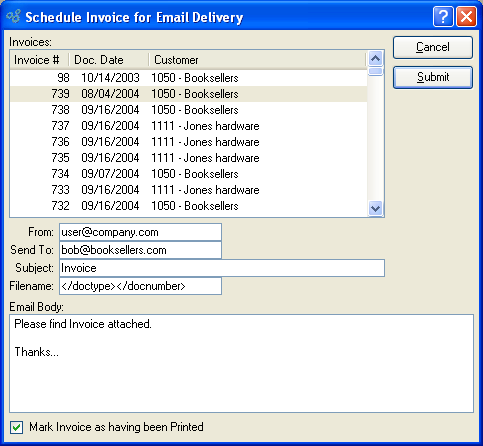 Schedule Invoice for Email Delivery
Invoices:
Invoice # Doc. Date Customer
98 10/14/2003 1050 - Booksellers
739 08/04/2004 1050 - Booksellers
738 09/16/2004 1050 - Booksellers
737 09/16/2004 1111 - Jones hardware
736 09/16/2004 1111 - Jones hardware
735 09/16/2004 1111 - Jones hardware
734 09/07/2004 1050 - Booksellers
733 09/16/2004 1111 - Jones hardware
732 09/16/2004 1050 - Booksellers
Cancel
Submit
From: user@company.com
Send To: bob@booksellers.com
Subject: Invoice
Filename: </doctype></docnumber>
Email Body:
Please find Invoice attached.
Thanks...
Mark Invoice as having been Printed